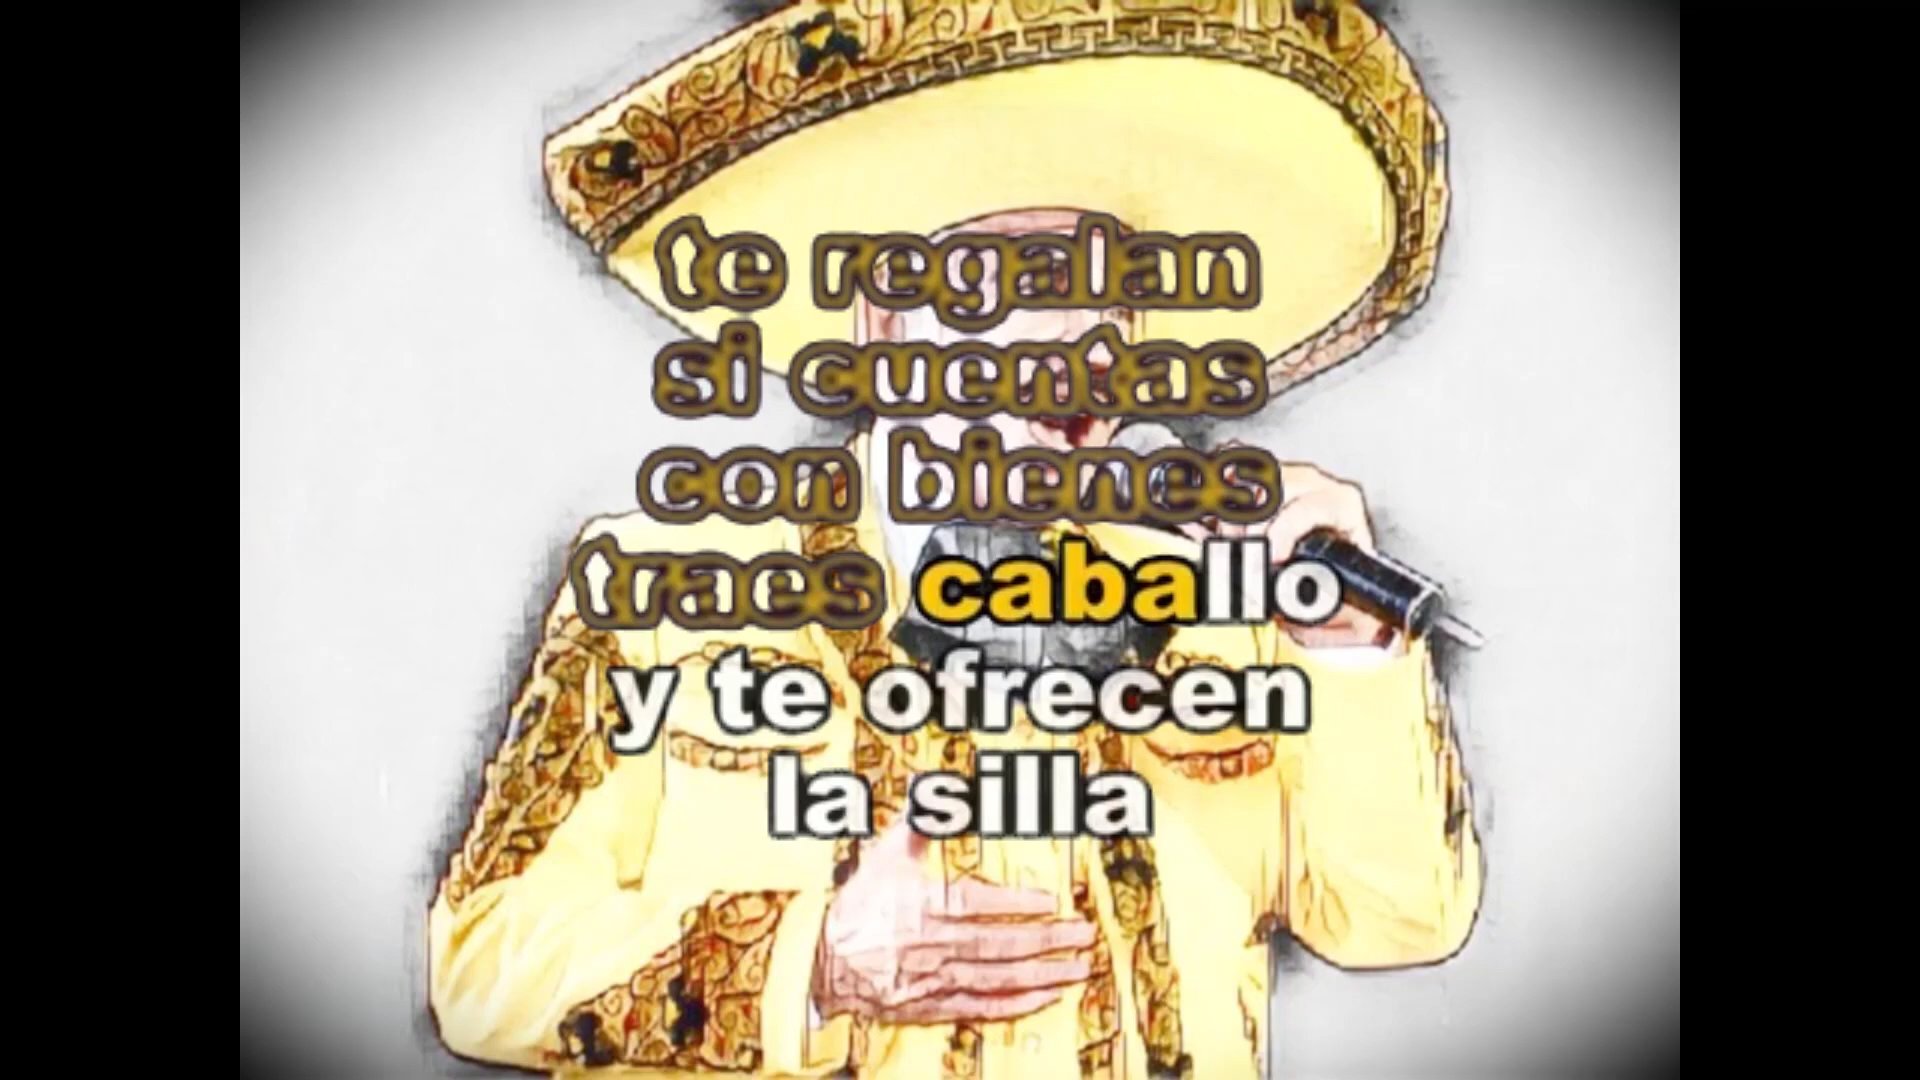 te regalan
si cuentas
con bienes
traes caballo
y te ofrecen
la silla